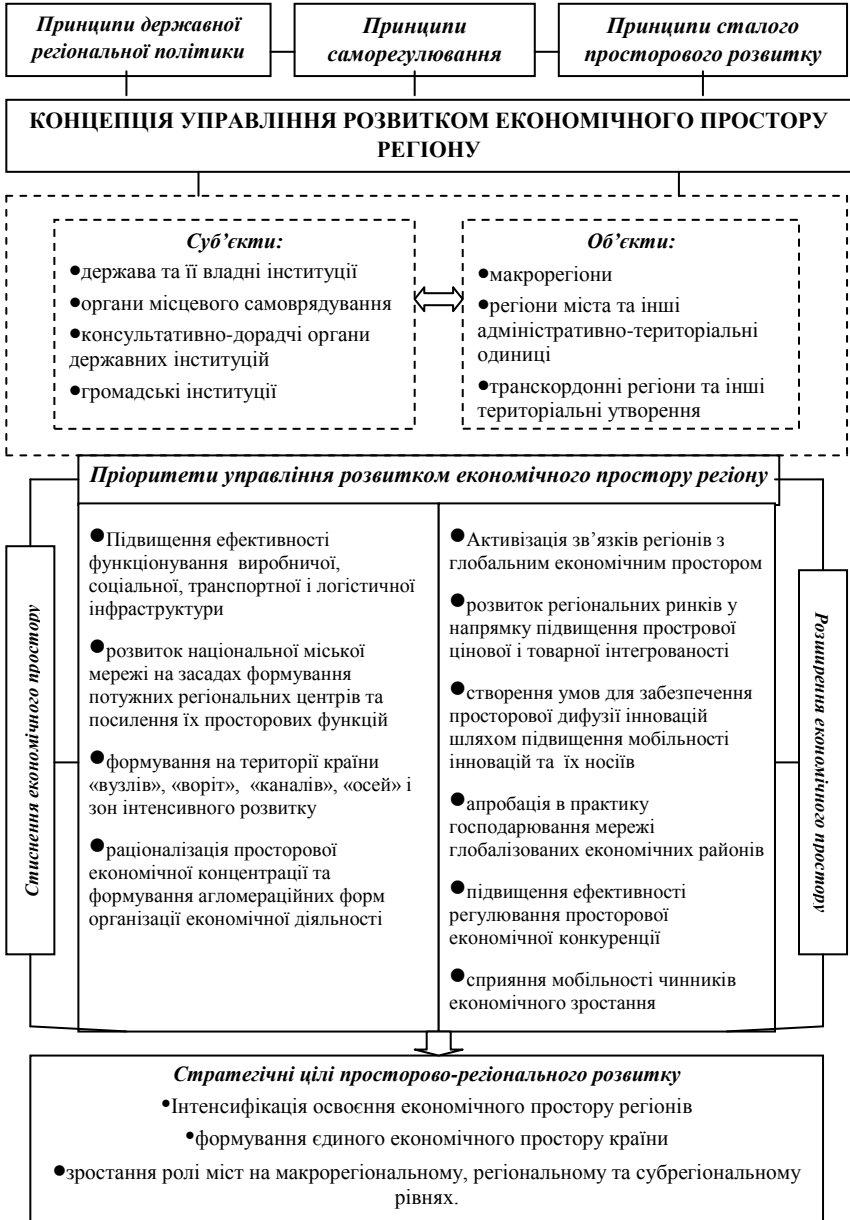 Принципи державної
регіональної політики
Принципи
саморегулювання
Принципи сталого
просторового розвитку
КОНЦЕПЦІЯ УПРАВЛІННЯ РОЗВИТКОМ ЕКОНОМІЧНОГО ПРОСТОРУ
РЕГІОНУ
Суб’єкти:
●держава та її владні інституції
●органи місцевого самоврядування
●консультативно-дорадчі органи
державних інституцій
●громадські інституції
Об’єкти:
●макрорегіони
●регіони міста та інші
адміністративно-територіальні
одиниці
●транскордонні регіони та інші
територіальні утворення
Пріоритети управління розвитком економічного простору регіону
Стиснення економічного простору
●Підвищення ефективності
функціонування виробничої,
соціальної, транспортної і логістичної
інфраструктури
●розвиток національної міської
мережі на засадах формування
потужних регіональних центрів та
посилення їх просторових функцій
●формування на території країни
«вузлів», «воріт», «каналів», «осей» і
зон інтенсивного розвитку
●раціоналізація просторової
економічної концентрації та
формування агломераційних форм
організації економічної діяльності
●Активізація зв’язків регіонів з
глобальним економічним простором
●розвиток регіональних ринків у
напрямку підвищення прострової
цінової і товарної інтегрованості
●створення умов для забезпечення
просторової дифузії інновацій
шляхом підвищення мобільності
інновацій та їх носіїв
●апробація в практику
господарювання мережі
глобалізованих економічних районів
●підвищення ефективності
регулювання просторової
економічної конкуренції
●сприяння мобільності чинників
економічного зростання
Розширення економічного простору
Стратегічні цілі просторово-регіонального розвитку
●Інтенсифікація освоєння економічного простору регіонів
●формування єдиного економічного простору країни
●зростання ролі міст на макрорегіональному, регіональному та субрегіональному
рівнях.